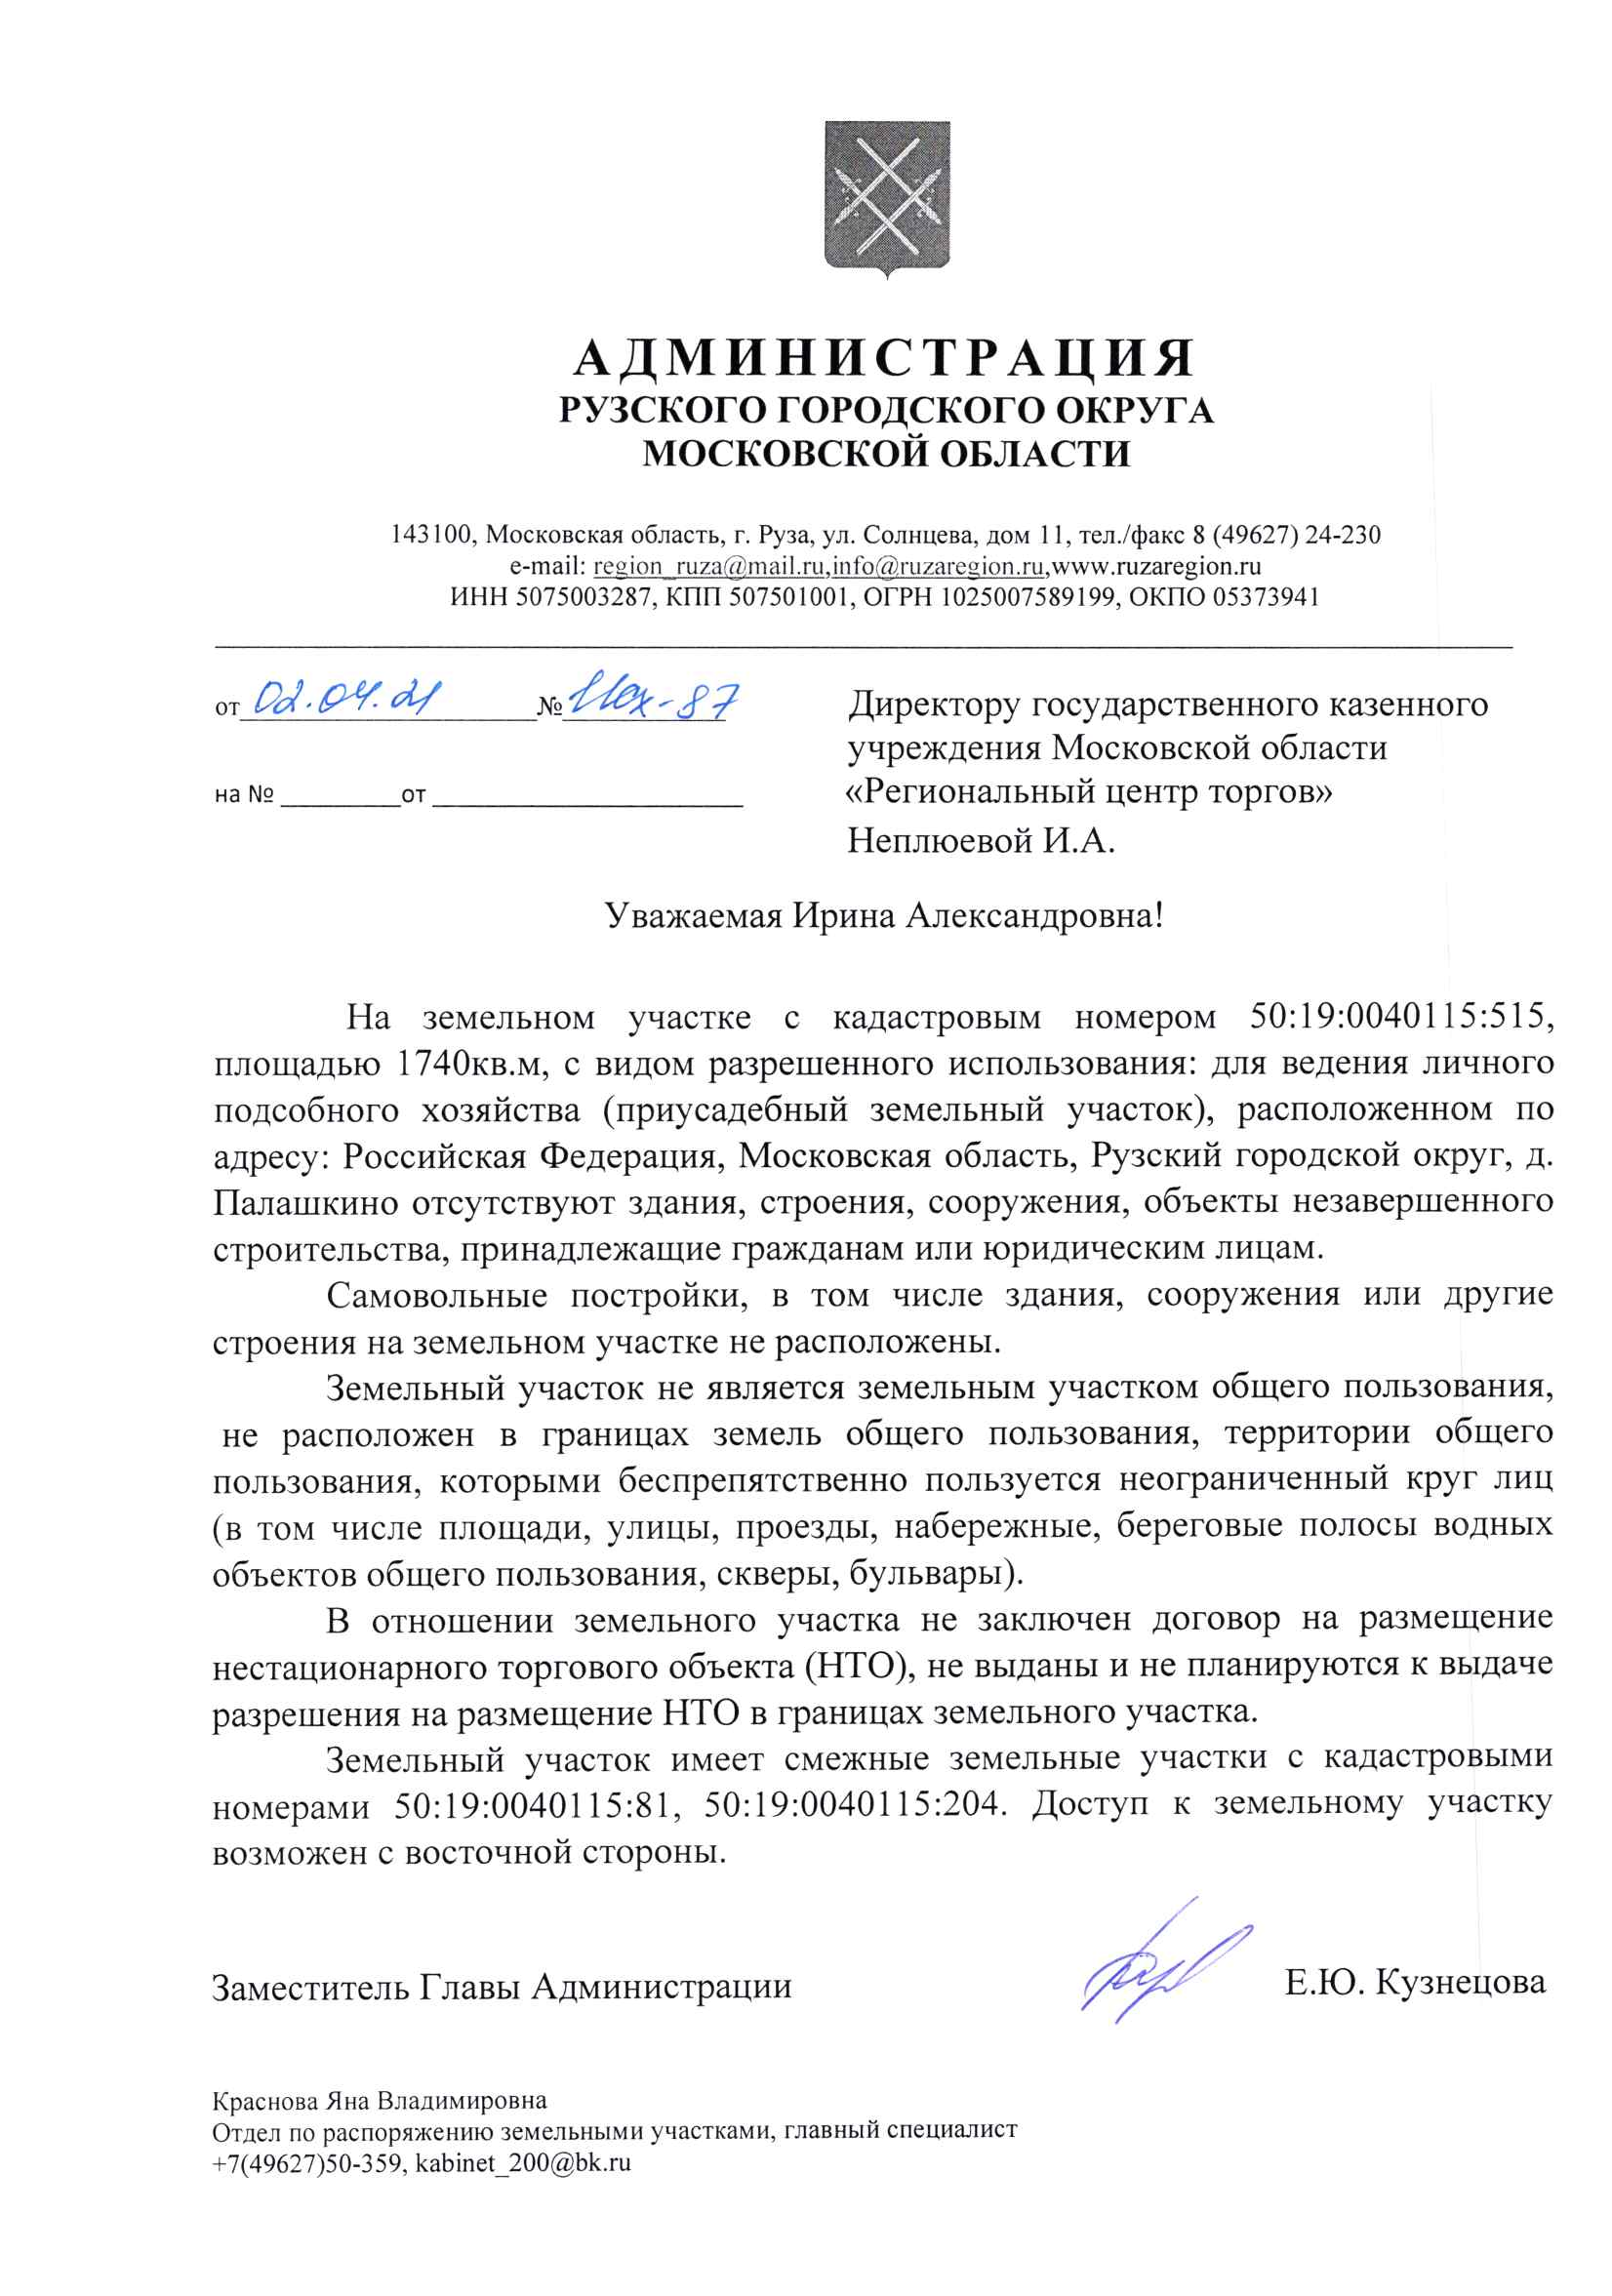 АДМИНИСТРАЦИЯ
РУЗСКОГО ГОРОДСКОГО ОКРУГА
МОСКОВСКОЙ ОБЛАСТИ
143100, Московская область, г. Руза, ул. Солнцева, дом 11, тел./факс 8 (49627) 24-230
e-mail: region_ruza@mail.ru,info@ruzaregion.ru,www.ruzaregion.ru
ИНН 5075003287, КПП 507501001, ОГРН 1025007589199, ОКПО 05373941
от 02.04.21 № Исх-87
на № _________ от _______________________
Директору государственного казенного
учреждения Московской области
«Региональный центр торгов»
Неплюевой И.А.
Уважаемая Ирина Александровна!
На земельном участке с кадастровым номером 50:19:0040115:515,
площадью 1740кв.м, с видом разрешенного использования: для ведения личного
подсобного хозяйства (приусадебный земельный участок), расположенном по
адресу: Российская Федерация, Московская область, Рузский городской округ, д.
Палашкино отсутствуют здания, строения, сооружения, объекты незавершенного
строительства, принадлежащие гражданам или юридическим лицам.
Самовольные постройки, в том числе здания, сооружения или другие
строения на земельном участке не расположены.
Земельный участок не является земельным участком общего пользования,
не расположен в границах земель общего пользования, территории общего
пользования, которыми беспрепятственно пользуется неограниченный круг лиц
(в том числе площади, улицы, проезды, набережные, береговые полосы водных
объектов общего пользования, скверы, бульвары).
В отношении земельного участка не заключен договор на размещение
нестационарного торгового объекта (НТО), не выданы и не планируются к выдаче
разрешения на размещение НТО в границах земельного участка.
Земельный участок имеет смежные земельные участки с кадастровыми
номерами 50:19:0040115:81, 50:19:0040115:204. Доступ к земельному участку
возможен с восточной стороны.
Заместитель Главы Администрации Е.Ю. Кузнецова
Краснова Яна Владимировна
Отдел по распоряжению земельными участками, главный специалист
+7(49627)50-359, kabinet_200@bk.ru